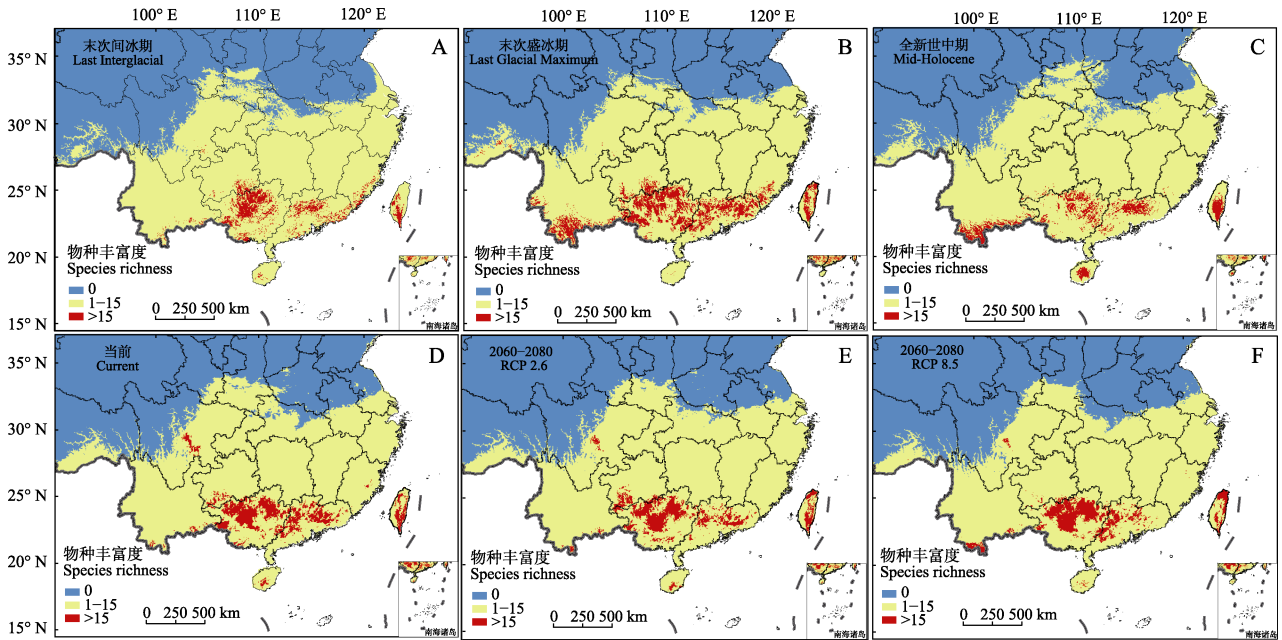 100° E 110° E 120° E 100° E 110° E 120° E 100° E 110° E 120° E
35° N
30° N
25° N
20° N
15° N
末次间冰期
Last Interglacial
A
物种丰富度
Species richness
0
1−15
>15
0 250 500 km
南海诸岛
末次盛冰期
Last Glacial Maximum
B
物种丰富度
Species richness
0
1−15
>15
0 250 500 km
南海诸岛
全新世中期
Mid-Holocene
C
物种丰富度
Species richness
0
1−15
>15
0 250 500 km
南海诸岛
35° N
30° N
25° N
20° N
15° N
当前
Current
D
物种丰富度
Species richness
0
1−15
>15
0 250 500 km
南海诸岛
2060−2080
RCP 2.6
E
物种丰富度
Species richness
0
1−15
>15
0 250 500 km
南海诸岛
2060−2080
RCP 8.5
F
物种丰富度
Species richness
0
1−15
>15
0 250 500 km
南海诸岛